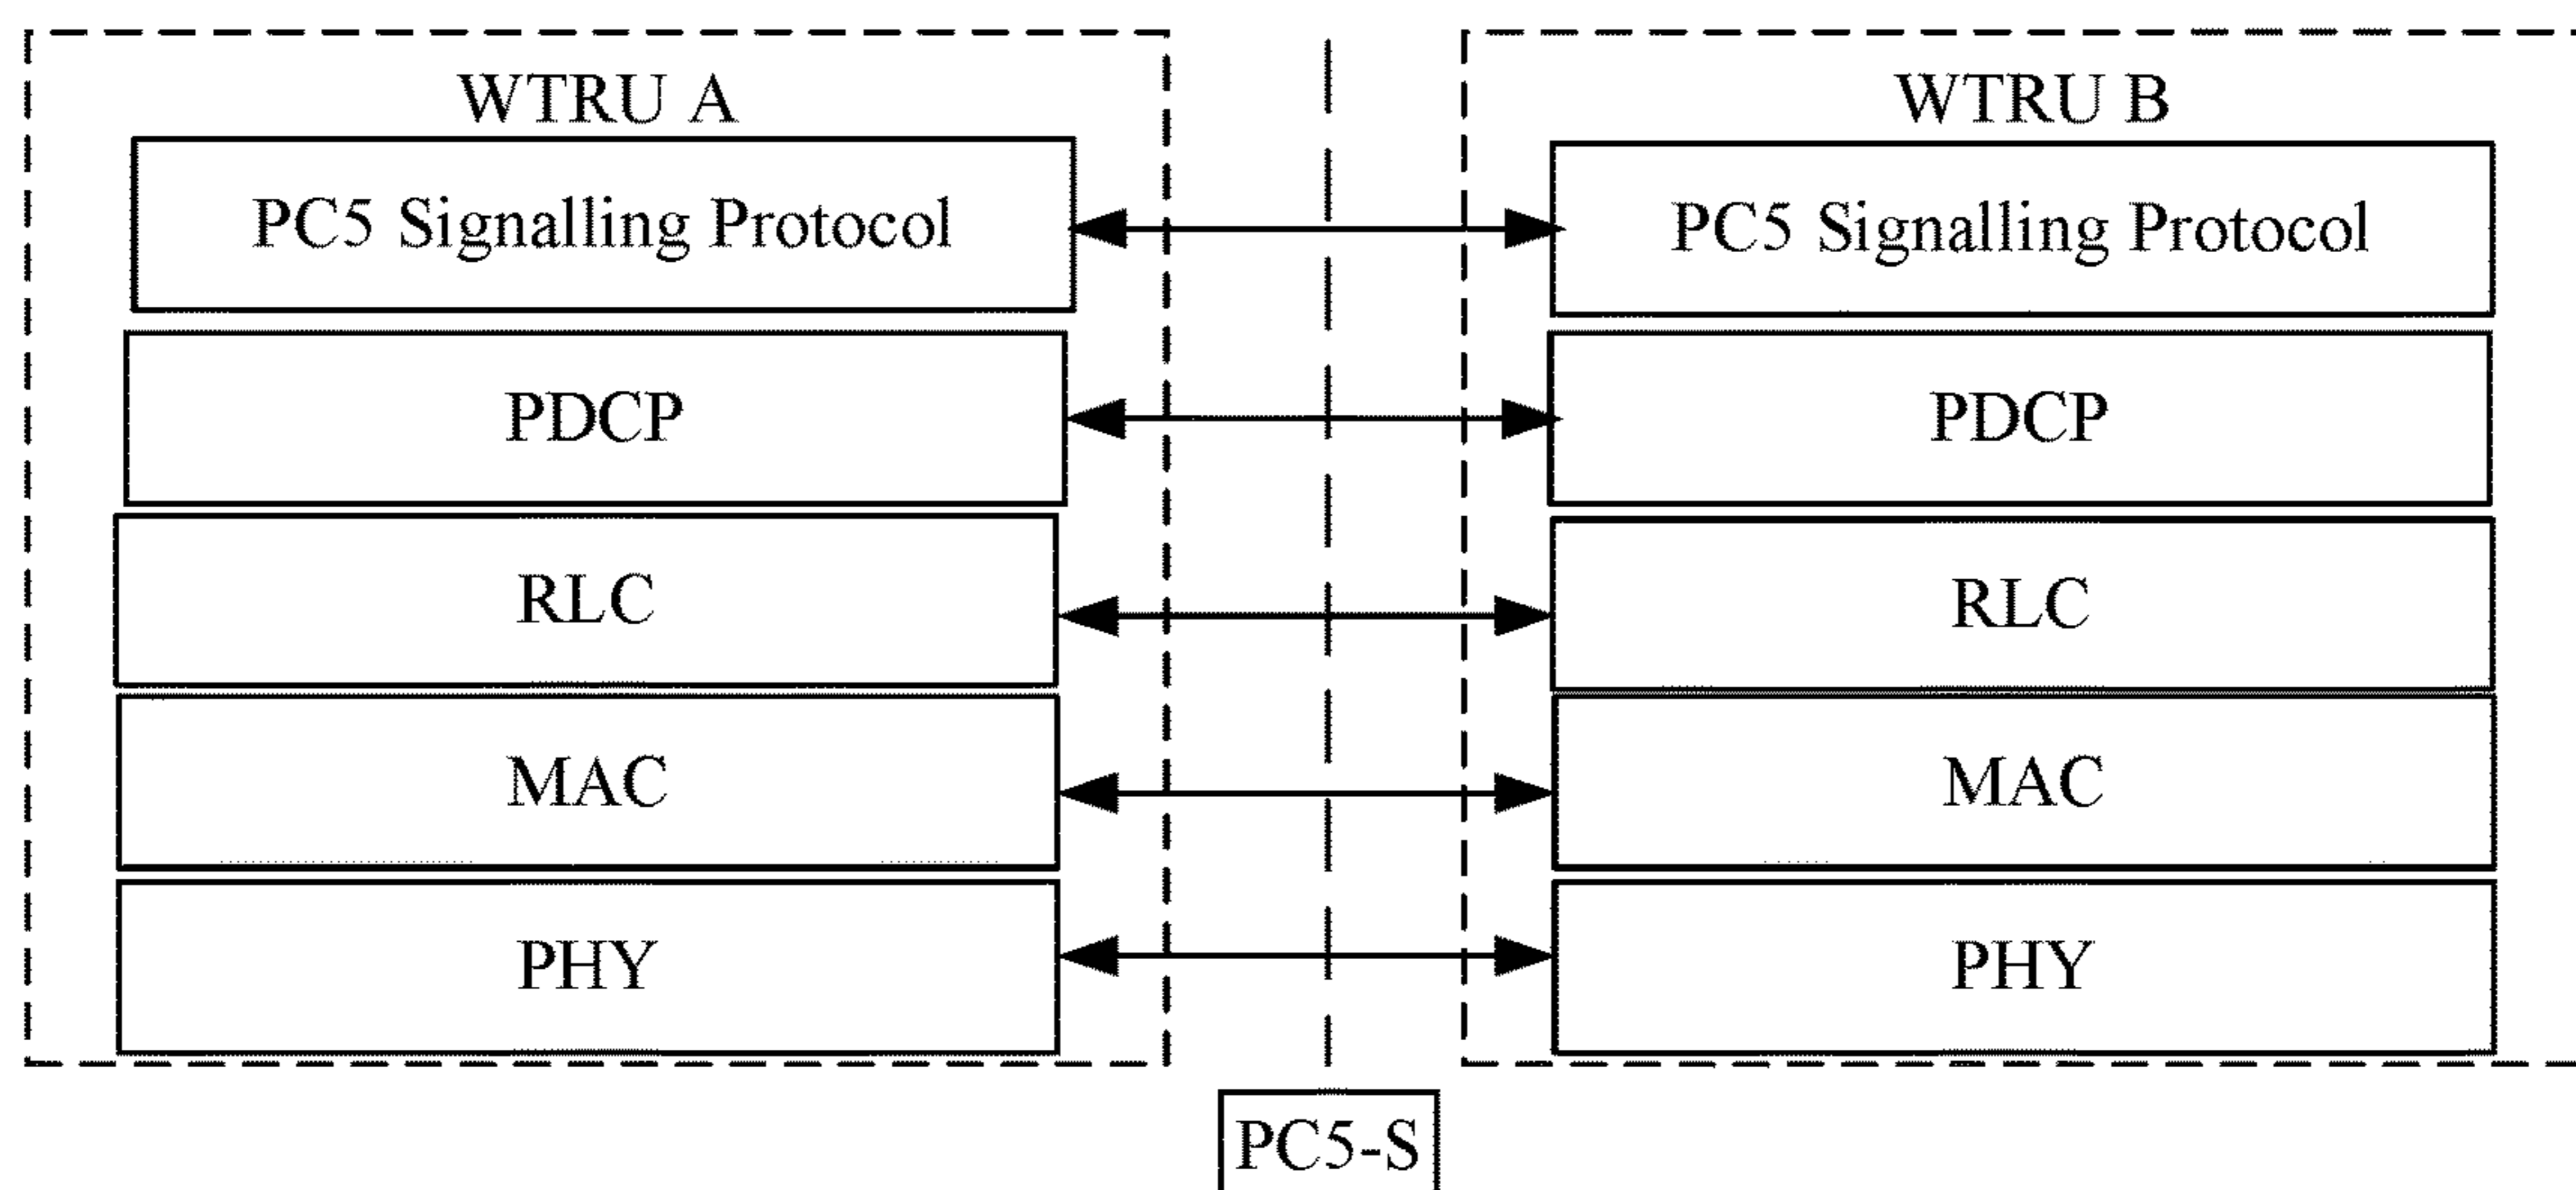 WTRU A
WTRU B
PC5 Signalling Protocol
PC5 Signalling Protocol
PDCP
PDCP
RLC
RLC
MAC
MAC
PHY
PHY
PC5-S